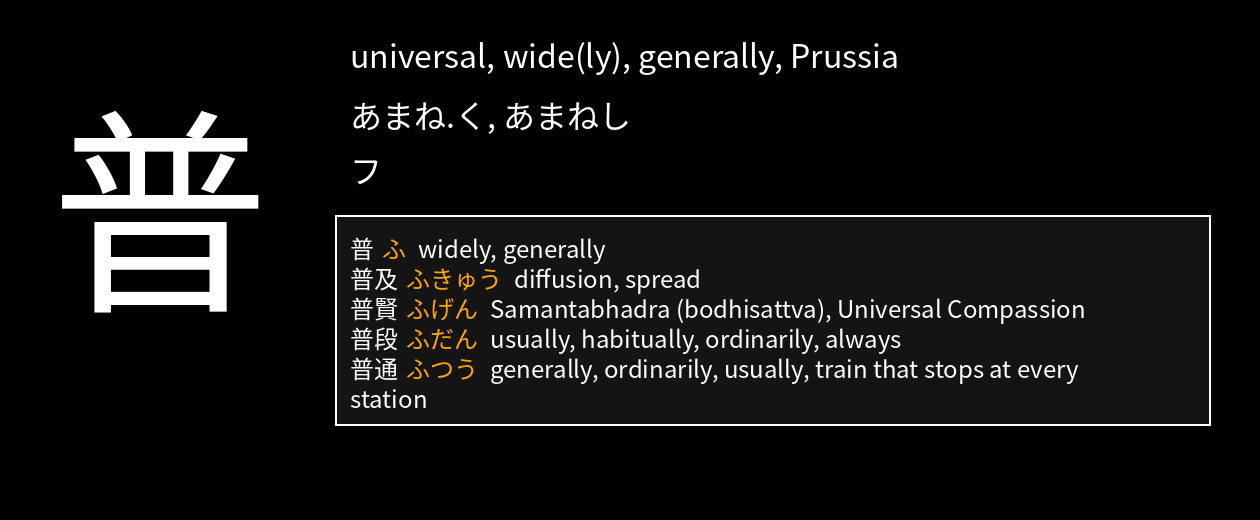 普
universal, wide(ly), generally, Prussia
あまね.く, あまねし
フ
普 ふ widely, generally
普及 ふきゅう diffusion, spread
普賢 ふげん Samantabhadra (bodhisattva), Universal Compassion
普段 ふだん usually, habitually, ordinarily, always
普通 ふつう generally, ordinarily, usually, train that stops at every
station